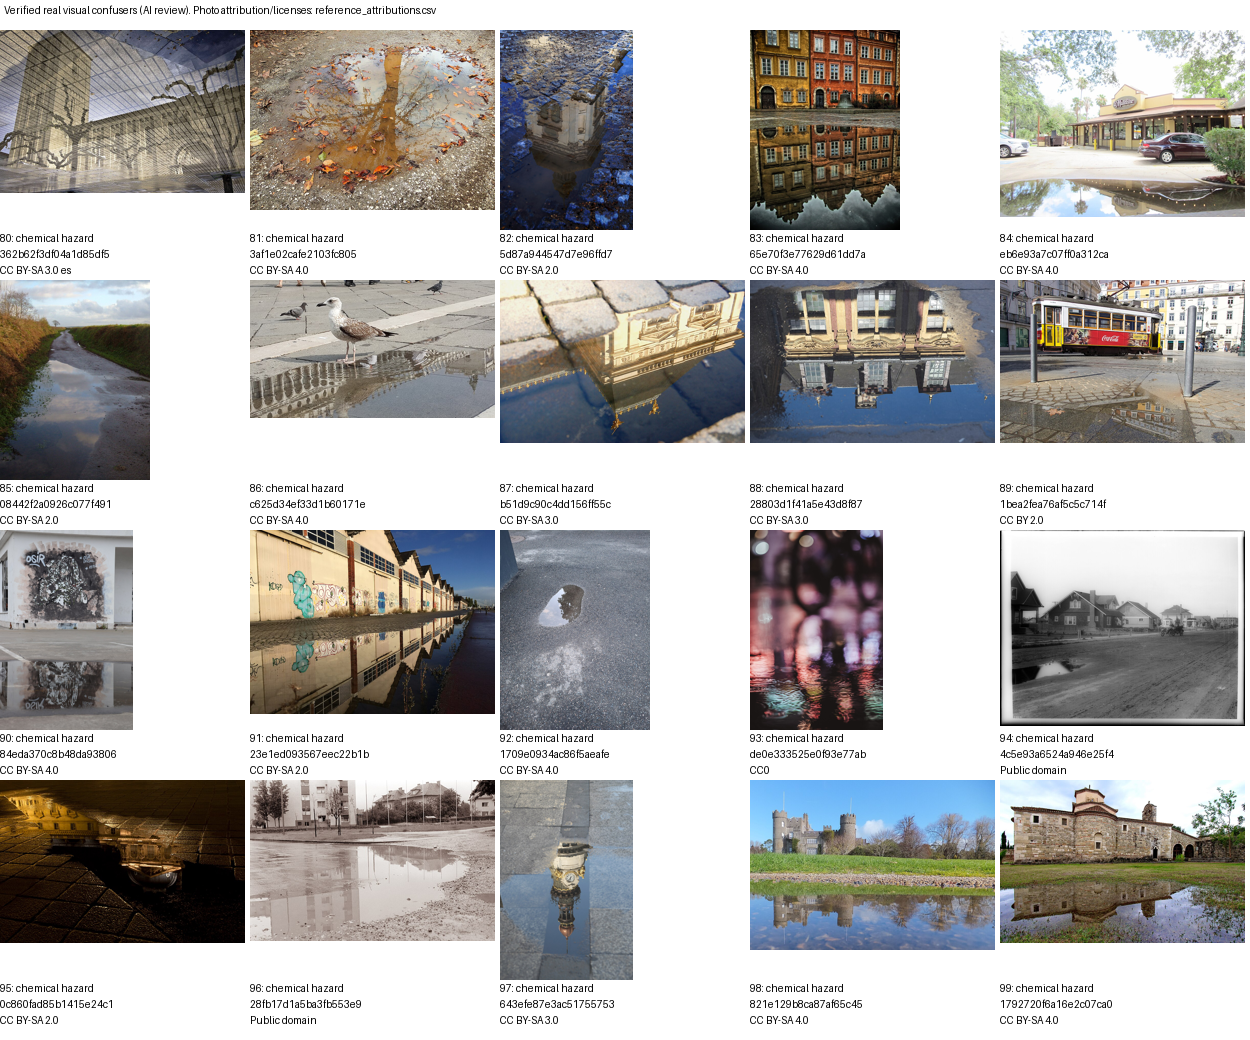 Verified real visual confusers (AI review). Photo attribution/licenses: reference_attributions.csv
80: chemical hazard
362b62f3df04a1d85df5
CC BY-SA 3.0 es
81: chemical hazard
3af1e02cafe2103fc805
CC BY-SA 4.0
82: chemical hazard
5d87a944547d7e96ffd7
CC BY-SA 2.0
83: chemical hazard
65e70f3e77629d61dd7a
CC BY-SA 4.0
84: chemical hazard
eb6e93a7c07ff0a312ca
CC BY-SA 4.0
Coca-Cola
85: chemical hazard
08442f2a0926c077f491
CC BY-SA 2.0
86: chemical hazard
c625d34ef33d1b60171e
CC BY-SA 4.0
87: chemical hazard
b51d9c90c4dd156ff55c
CC BY-SA 3.0
88: chemical hazard
28803d1f41a5e43d8f87
CC BY-SA 3.0
89: chemical hazard
1bea2fea76af5c5c714f
CC BY 2.0
90: chemical hazard
84eda370c8b48da93806
CC BY-SA 4.0
91: chemical hazard
23e1ed093567eec22b1b
CC BY-SA 2.0
92: chemical hazard
1709e0934ac86f5aeafe
CC BY-SA 4.0
93: chemical hazard
de0e333525e0f93e77ab
CC0
94: chemical hazard
4c5e93a6524a946e25f4
Public domain
95: chemical hazard
0c860fad85b1415e24c1
CC BY-SA 2.0
96: chemical hazard
28fb17d1a5ba3fb553e9
Public domain
97: chemical hazard
643efe87e3ac51755753
CC BY-SA 3.0
98: chemical hazard
821e129b8ca87af65c45
CC BY-SA 4.0
99: chemical hazard
1792720f6a16e2c07ca0
CC BY-SA 4.0